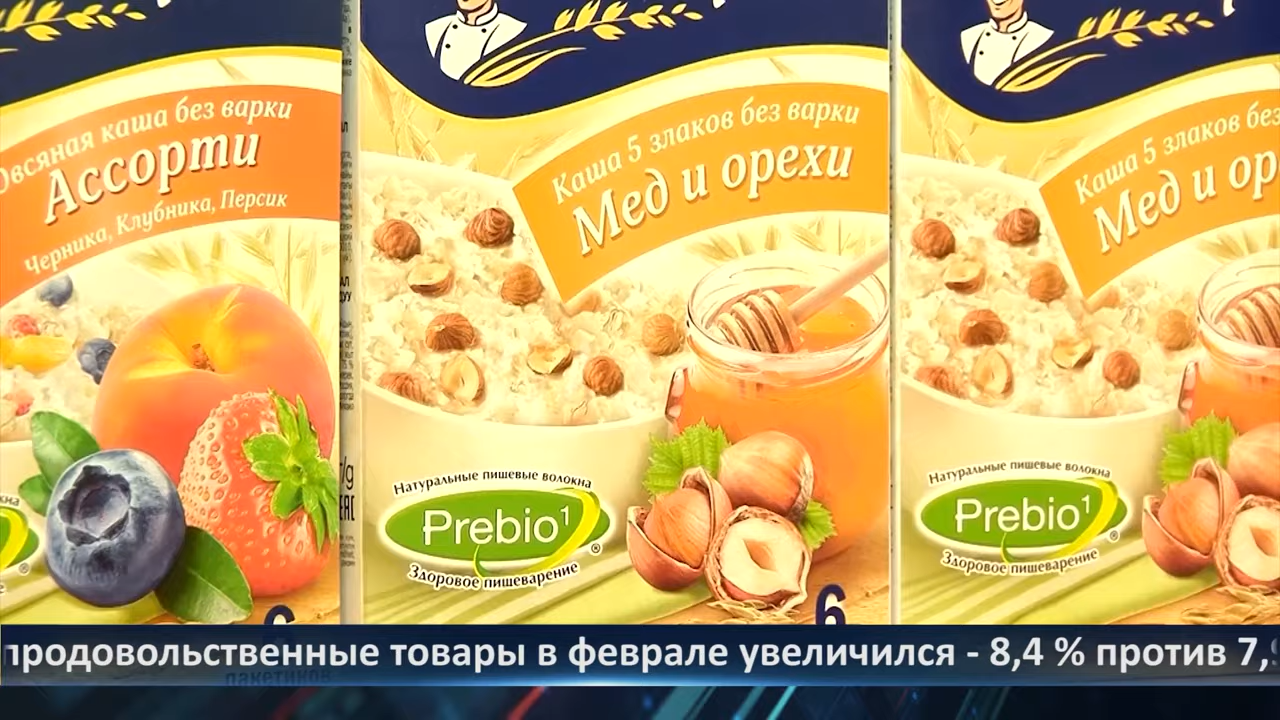 Овсяная каша без варки
Ассорти
Черника, Клубника, Персик
Каша 5 злаков без варки
Мед и орехи
Натуральные пищевые волокна
Prebio¹
®
Здоровое пищеварение
6
Каша 5 злаков без
Мед и ор
Натуральные пищевые волокна
Prebio¹
®
Здоровое пищеварение
продовольственные товары в феврале увеличился - 8,4 % против 7,9
пакетиков